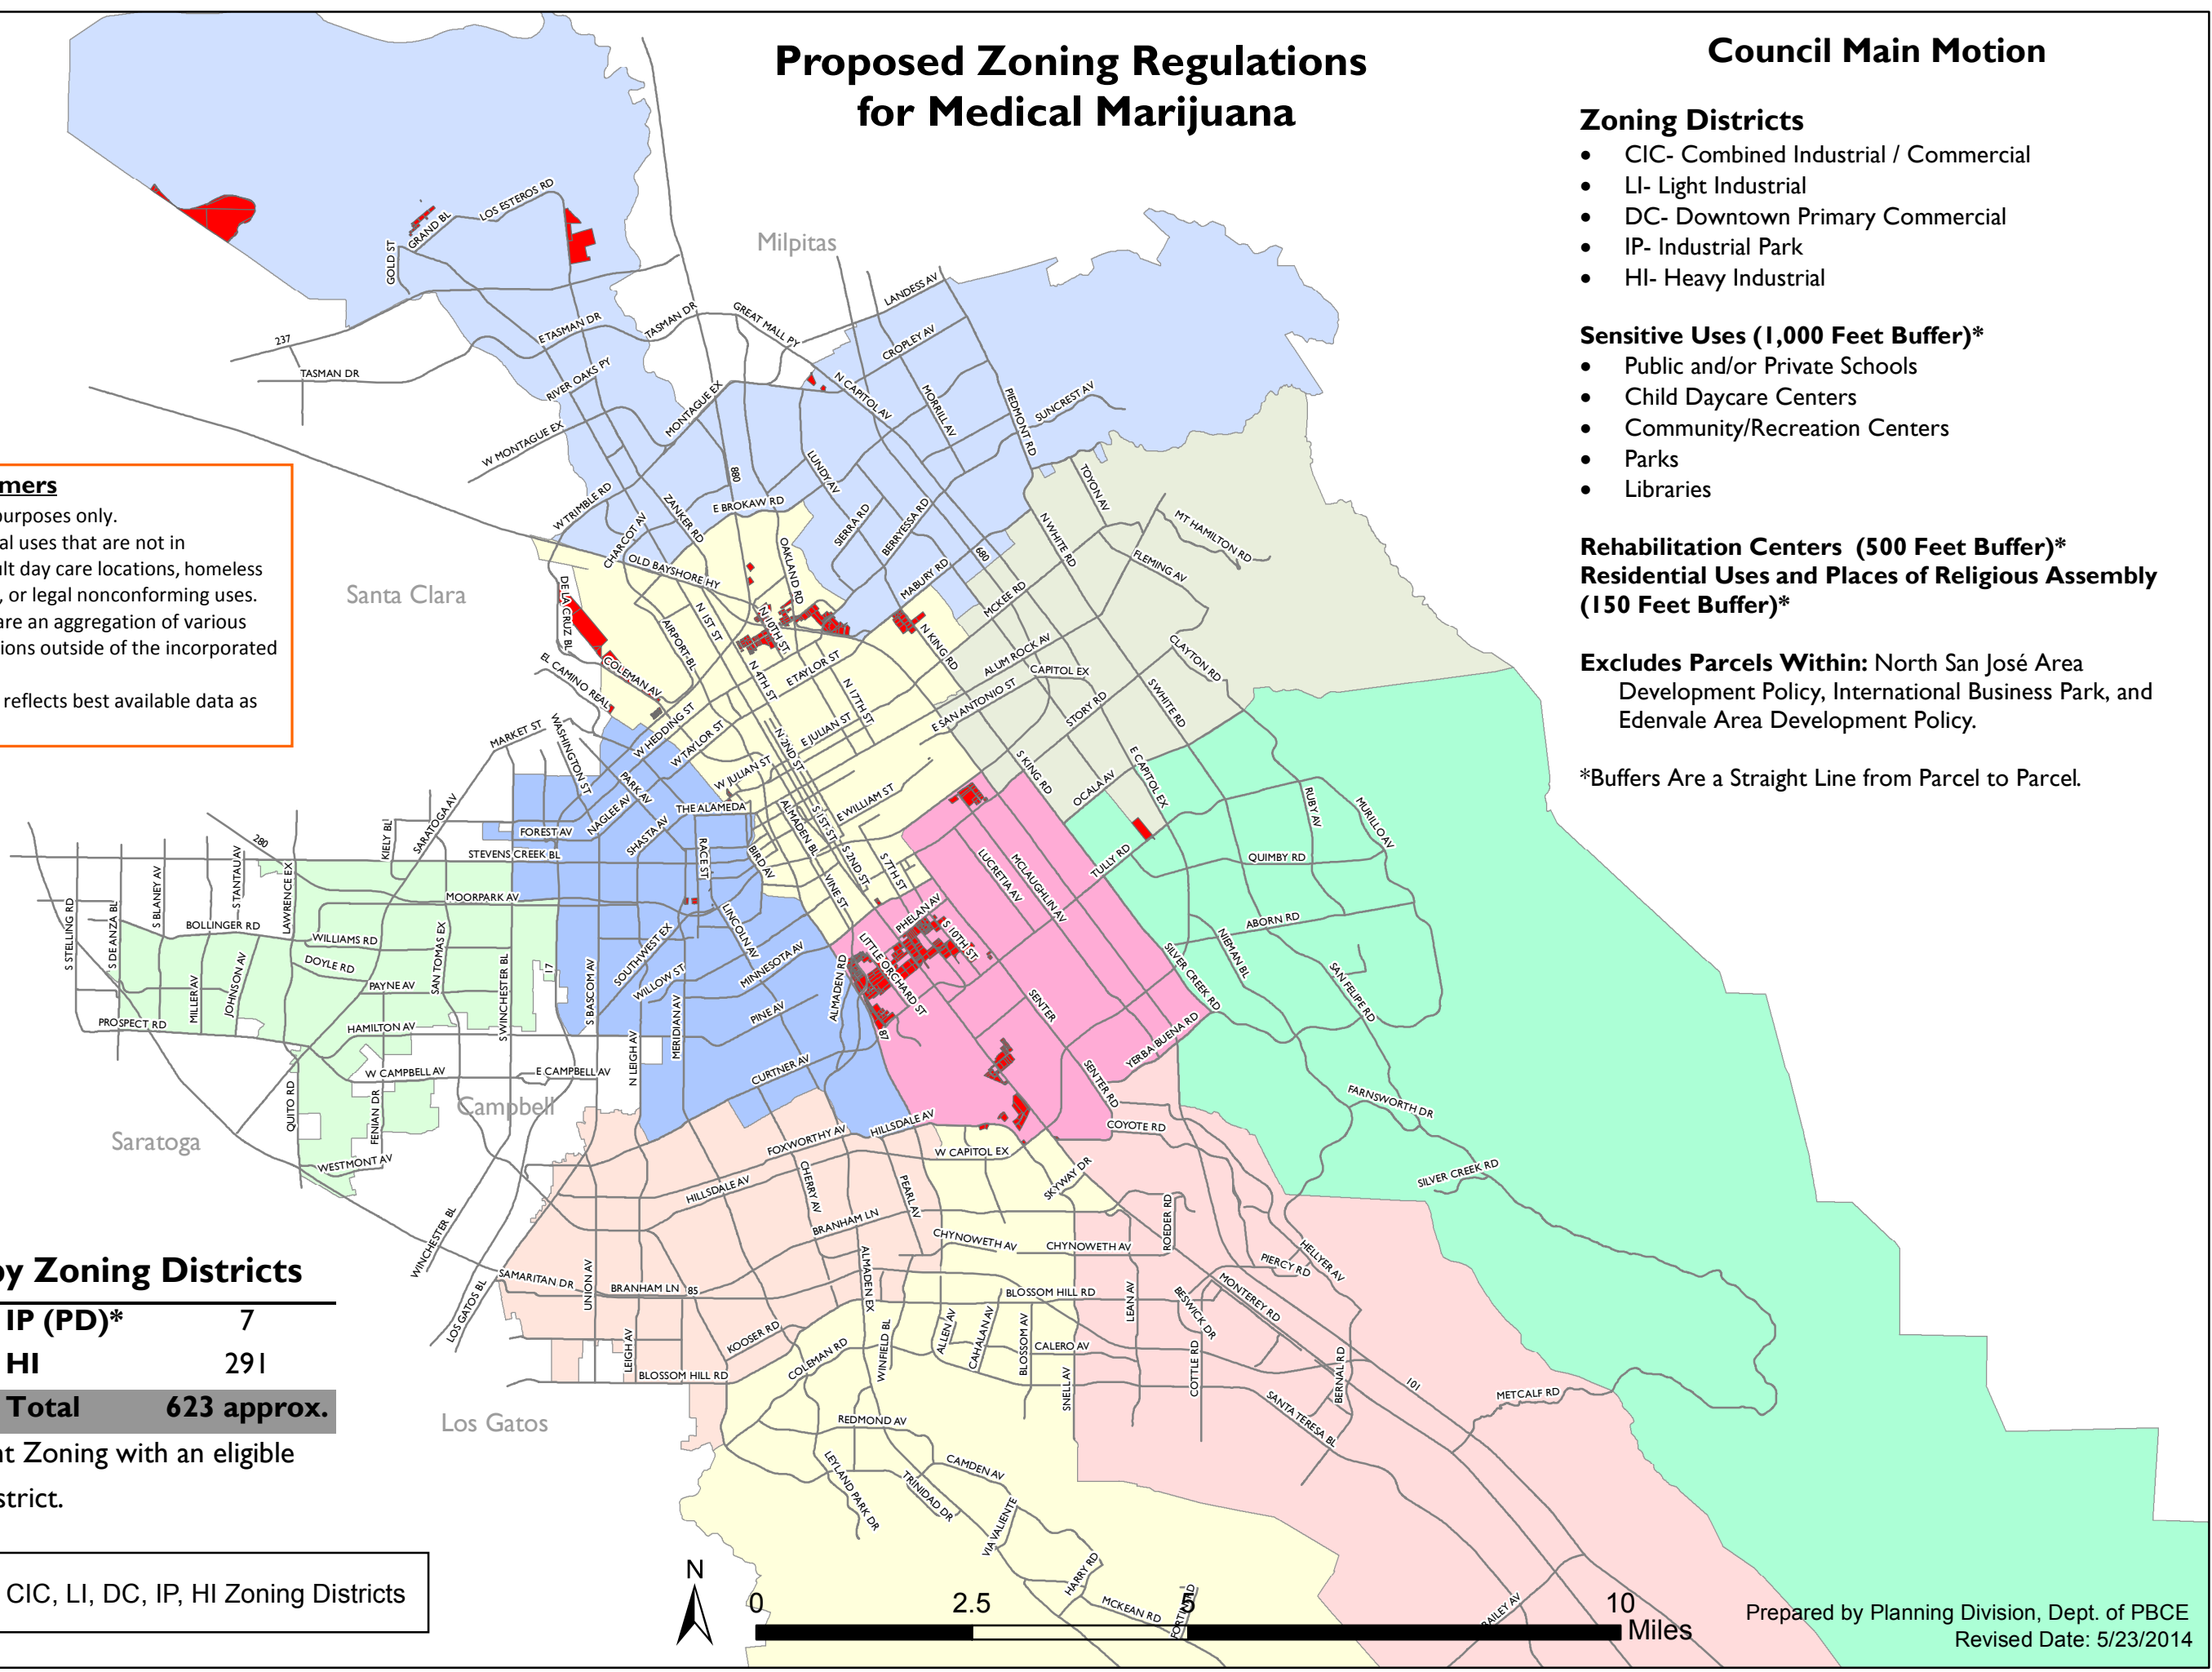 Proposed Zoning Regulations
for Medical Marijuana
Council Main Motion
Zoning Districts
• CIC- Combined Industrial / Commercial
• LI- Light Industrial
• DC- Downtown Primary Commercial
• IP- Industrial Park
• HI- Heavy Industrial
Sensitive Uses (1,000 Feet Buffer)*
• Public and/or Private Schools
• Child Daycare Centers
• Community/Recreation Centers
• Parks
• Libraries
Rehabilitation Centers (500 Feet Buffer)*
Residential Uses and Places of Religious Assembly
(150 Feet Buffer)*
Excludes Parcels Within: North San José Area
Development Policy, International Business Park, and
Edenvale Area Development Policy.
*Buffers Are a Straight Line from Parcel to Parcel.
mers
purposes only.
al uses that are not in
ult day care locations, homeless
, or legal nonconforming uses.
are an aggregation of various
ions outside of the incorporated
reflects best available data as
by Zoning Districts
IP (PD)* 7
HI 291
Total 623 approx.
nt Zoning with an eligible
strict.
CIC, LI, DC, IP, HI Zoning Districts
Milpitas
Santa Clara
Campbell
Saratoga
Los Gatos
LOS ESTEROS RD
GRAND BL
GOLD ST
237
TASMAN DR
E TASMAN DR
TASMAN DR
GREAT MALL PY
LANDESS AV
CROPLEY AV
RIVER OAKS PY
MONTAGUE EX
W MONTAGUE EX
N CAPITOL AV
MORRILL AV
PIEDMONT RD
SUNCREST AV
880
LUNDY AV
TOYON AV
W TRIMBLE RD
ZANKER RD
E BROKAW RD
CHARCOT AV
SIERRA RD
BERRYESSA RD
680
N WHITE RD
MT HAMILTON RD
FLEMING AV
OLD BAYSHORE HY
OAKLAND RD
MABURY RD
MCKEE RD
DE LA CRUZ BL
N 1ST ST
N 10TH ST.
AIRPORT BL
N KING RD
ALUM ROCK AV
CLAYTON RD
COLEMAN AV
EL CAMINO REAL
N 4TH ST
E TAYLOR ST
N 17TH ST
CAPITOL EX
E SAN ANTONIO ST
STORY RD
S WHITE RD
W HEDDING ST
W TAYLOR ST
N 2ND ST
E JULIAN ST
MARKET ST
WASHINGTON ST
W JULIAN ST
S KING RD
OCALA AV
E CAPITOL EX
PARK AV
NAGLEE AV
THE ALAMEDA
ALMADEN BL
S 1ST ST
E WILLIAM ST
RUBY AV
MURILLO AV
SARATOGA AV
KIELY BL
FOREST AV
SHASTA AV
RACE ST
BIRD AV
S 2ND ST
S 7TH ST
LUCRETIA AV
MCLAUGHLIN AV
TULLY RD
QUIMBY RD
280
STEVENS CREEK BL
VINE ST
S STELLING RD
S DE ANZA BL
S BLANEY AV
S TANTAU AV
LAWRENCE EX
MOORPARK AV
BOLLINGER RD
LINCOLN AV
PHELAN AV
S 10TH ST.
ABORN RD
WILLIAMS RD
DOYLE RD
SAN TOMAS EX
S WINCHESTER BL
17
SOUTHWEST EX
WILLOW ST
MINNESOTA AV
ALMADEN RD
LITTLE ORCHARD ST
SILVER CREEK RD
NIEMAN BL
SAN FELIPE RD
MILLER AV
JOHNSON AV
PAYNE AV
S BASCOM AV
PINE AV
87
SENTER
PROSPECT RD
HAMILTON AV
N LEIGH AV
MERIDIAN AV
CURTNER AV
YERBA BUENA RD
SENTER RD
QUITO RD
W CAMPBELL AV
E CAMPBELL AV
FENIAN DR
FARNSWORTH DR
WESTMONT AV
FOXWORTHY AV
HILLSDALE AV
COYOTE RD
W CAPITOL EX
SKYWAY DR
SILVER CREEK RD
HILLSDALE AV
CHERRY AV
PEARL AV
BRANHAM LN
CHYNOWETH AV
CHYNOWETH AV
ROEDER RD
WINCHESTER BL
LOS GATOS BL
SAMARITAN DR
UNION AV
BRANHAM LN
85
ALMADEN EX
PIERCY RD
HELLYER AV
BLOSSOM HILL RD
LEAN AV
BESWICK DR
MONTEREY RD
LEIGH AV
KOOSER RD
COLEMAN RD
WINFIELD BL
ALLEN AV
CAHALAN AV
BLOSSOM AV
CALERO AV
COTTLE RD
BLOSSOM HILL RD
SNELL AV
BERNAL RD
101
METCALF RD
SANTA TERESA BL
REDMOND AV
LEYLAND PARK DR
TRINIDAD DR
CAMDEN AV
VIA VALIENTE
HARRY RD
MCKEAN RD
BAILEY AV
N
0 2.5 5 10
Miles
Prepared by Planning Division, Dept. of PBCE
Revised Date: 5/23/2014